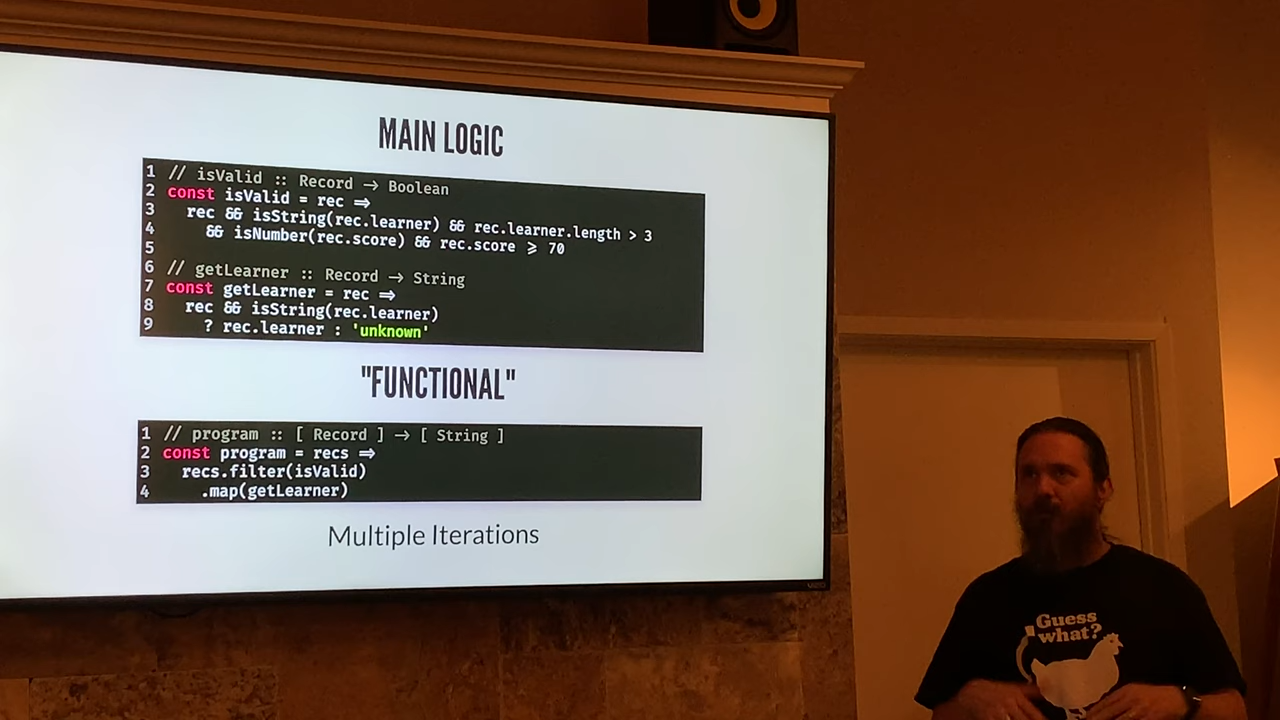 MAIN LOGIC
1 // isValid :: Record → Boolean
2 const isValid = rec ⇒
3 rec && isString(rec.learner) && rec.learner.length > 3
4 && isNumber(rec.score) && rec.score ⩾ 70
5
6 // getLearner :: Record → String
7 const getLearner = rec ⇒
8 rec && isString(rec.learner)
9 ? rec.learner : 'unknown'
"FUNCTIONAL"
1 // program :: [ Record ] → [ String ]
2 const program = recs ⇒
3 recs.filter(isValid)
4 .map(getLearner)
Multiple Iterations
Guess
what?